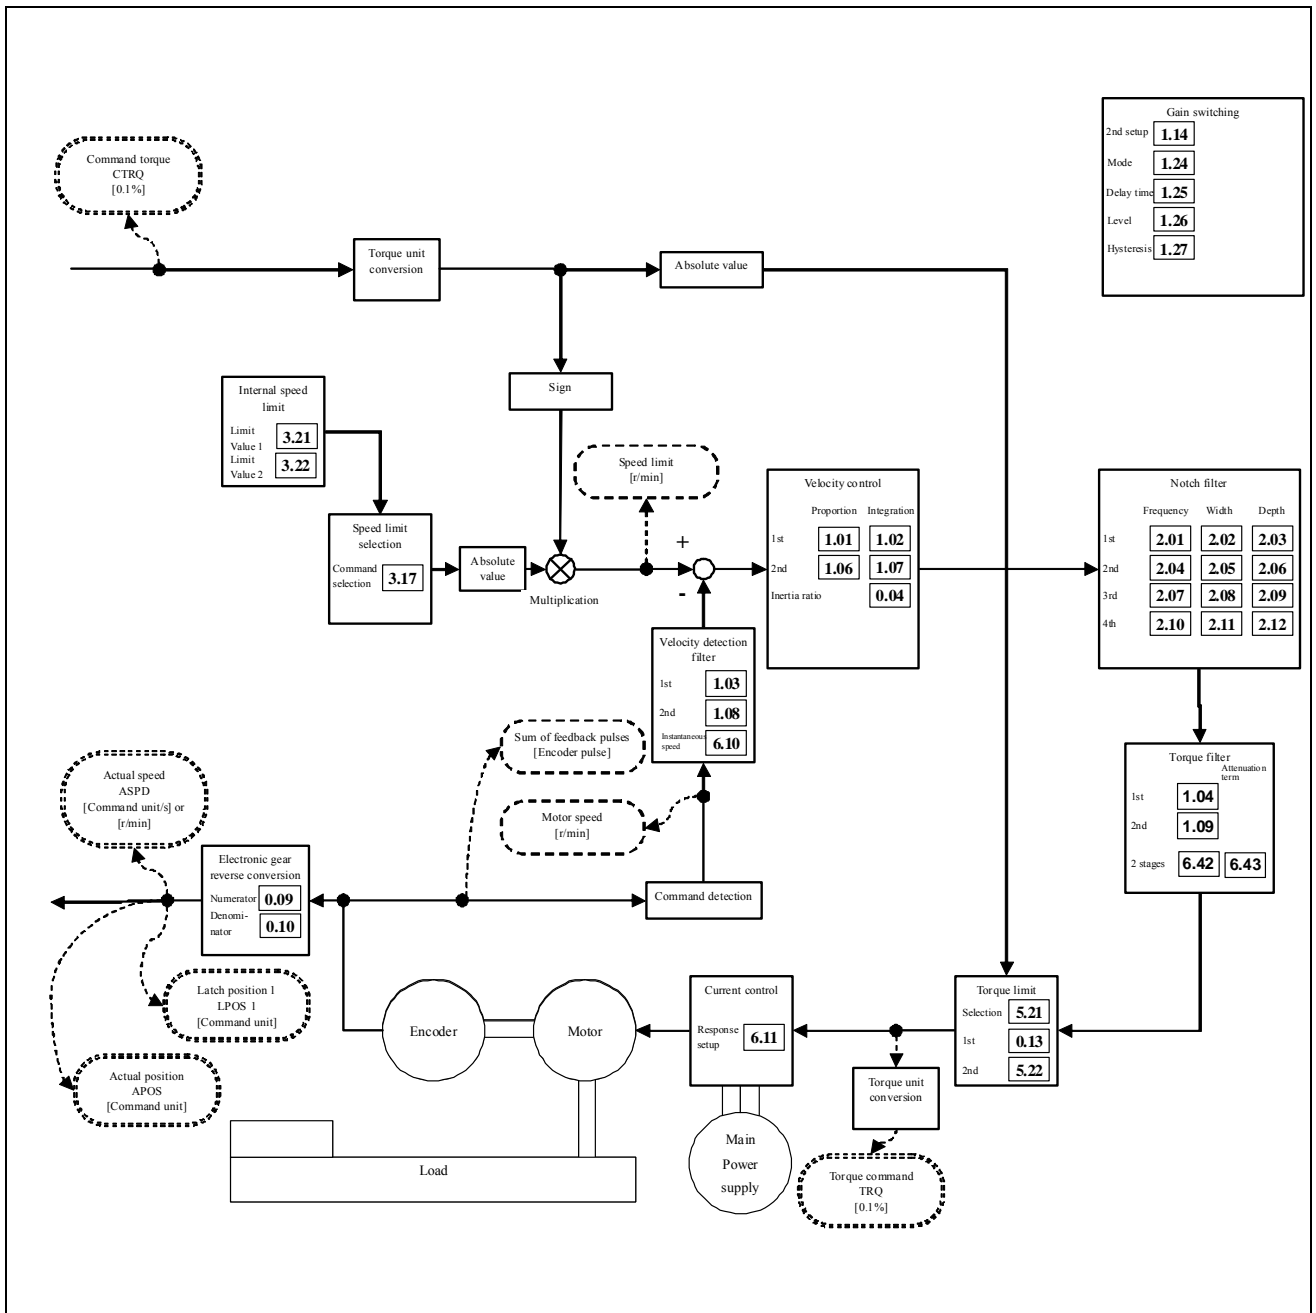 Gain switching
2nd setup 1.14
Mode 1.24
Delay time 1.25
Level 1.26
Hysteresis 1.27
Command torque
CTRQ
[0.1%]
Torque unit
conversion
Absolute value
Sign
Internal speed
limit
Limit
Value 1
3.21
Limit
Value 2
3.22
Speed limit
[r/min]
Speed limit
selection
Command
selection
3.17
Absolute
value
Multiplication
+
-
Velocity control
Proportion Integration
1st 1.01 1.02
2nd 1.06 1.07
Inertia ratio 0.04
Notch filter
Frequency Width Depth
1st 2.01 2.02 2.03
2nd 2.04 2.05 2.06
3rd 2.07 2.08 2.09
4th 2.10 2.11 2.12
Velocity detection
filter
1st 1.03
2nd 1.08
Instantaneous
speed
6.10
Sum of feedback pulses
[Encoder pulse]
Motor speed
[r/min]
Torque filter
Attenuation
term
1st 1.04
2nd 1.09
2 stages 6.42 6.43
Actual speed
ASPD
[Command unit/s] or
[r/min]
Electronic gear
reverse conversion
Numerator 0.09
Denomi-
nator
0.10
Command detection
Latch position 1
LPOS 1
[Command unit]
Actual position
APOS
[Command unit]
Encoder
Motor
Current control
Response
setup
6.11
Torque limit
Selection 5.21
1st 0.13
2nd 5.22
Torque unit
conversion
Load
Main
Power
supply
Torque command
TRQ
[0.1%]